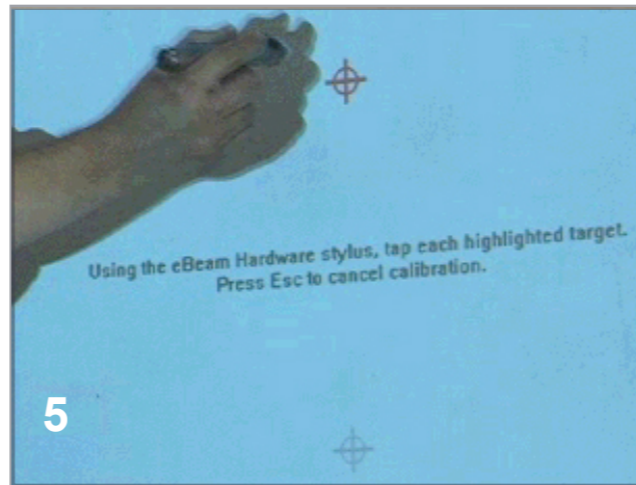 Using the eBeam Hardware stylus, tap each highlighted target.
Press Esc to cancel calibration.
5